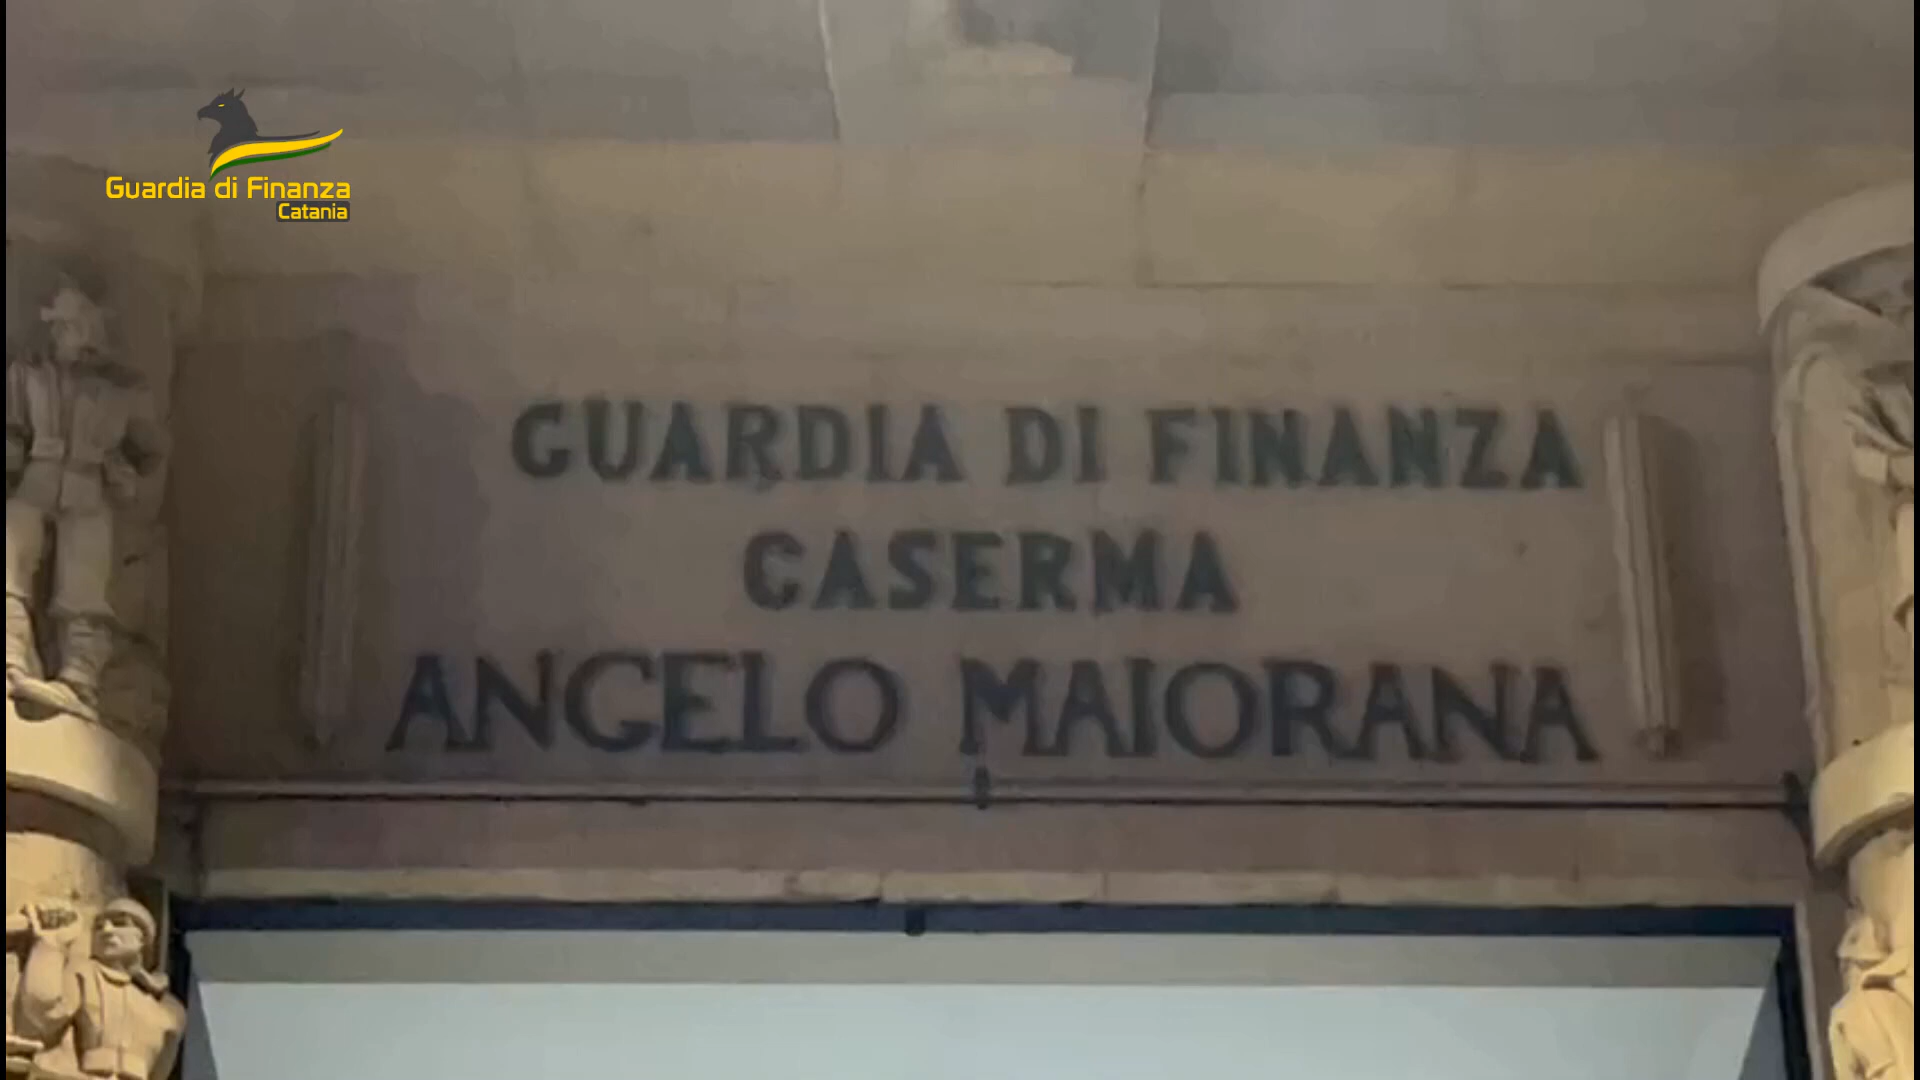 Guardia di Finanza
Catania
GUARDIA DI FINANZA
CASERMA
ANGELO MAIORANA